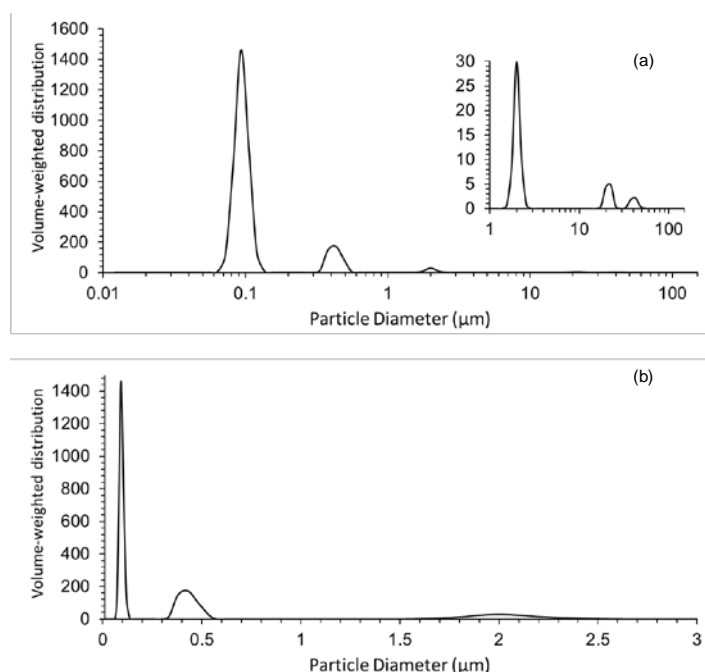 1600
1400
1200
1000
800
600
400
200
0
Volume-weighted distribution
0.01 0.1 1 10 100
Particle Diameter (µm)
(a)
30
25
20
15
10
5
0
1 10 100
(b)
1400
1200
1000
800
600
400
200
0
Volume-weighted distribution
0 0.5 1 1.5 2 2.5 3
Particle Diameter (µm)